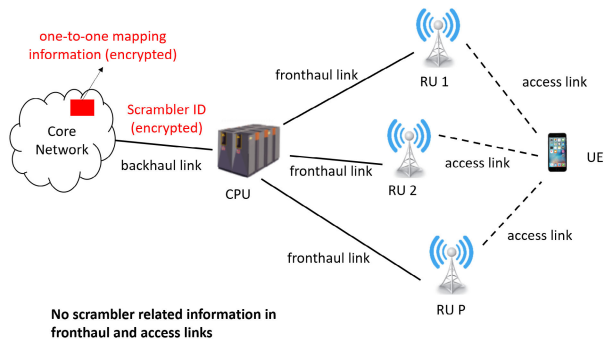 one-to-one mapping
information (encrypted)
Scrambler ID
(encrypted)
Core
Network
backhaul link
CPU
fronthaul link
RU 1
access link
fronthaul link
RU 2
access link
UE
fronthaul link
RU P
access link
No scrambler related information in
fronthaul and access links